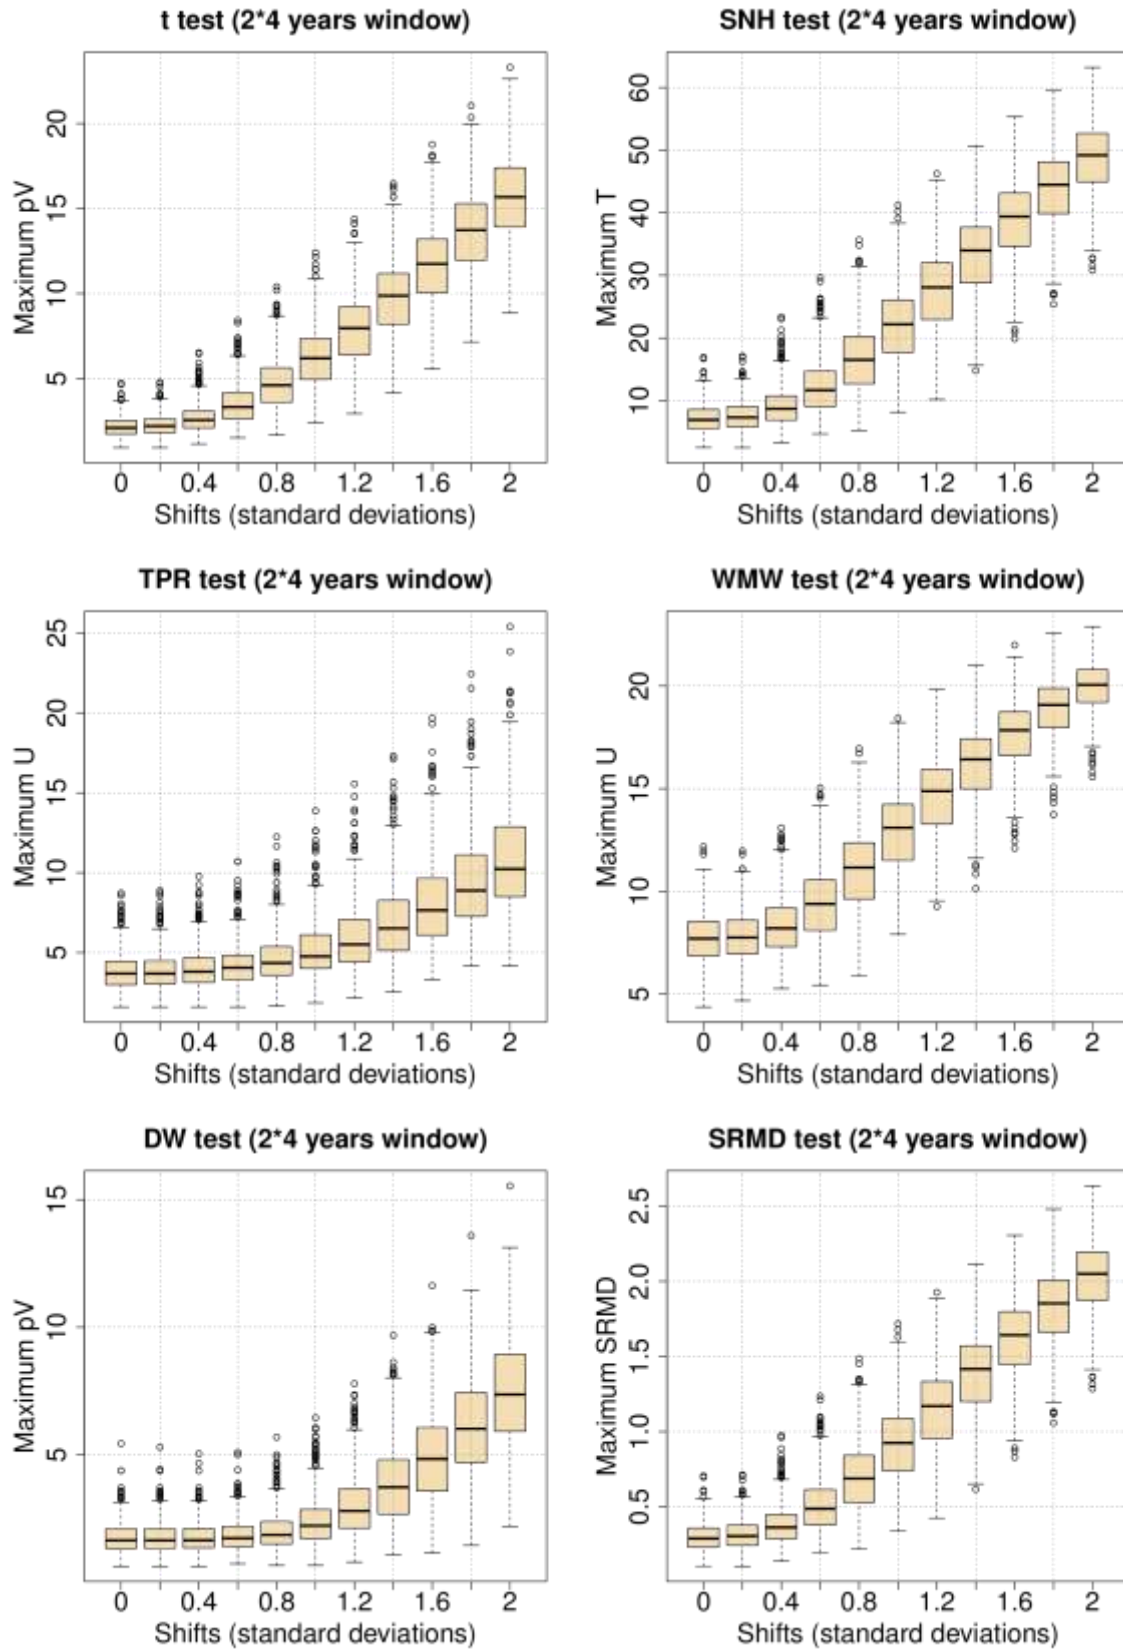 t test (2*4 years window)
Maximum pV
20
15
10
5
0 0.4 0.8 1.2 1.6 2
Shifts (standard deviations)
SNH test (2*4 years window)
Maximum T
60
50
40
30
20
10
0 0.4 0.8 1.2 1.6 2
Shifts (standard deviations)
TPR test (2*4 years window)
Maximum U
25
20
15
10
5
0 0.4 0.8 1.2 1.6 2
Shifts (standard deviations)
WMW test (2*4 years window)
Maximum U
20
15
10
5
0 0.4 0.8 1.2 1.6 2
Shifts (standard deviations)
DW test (2*4 years window)
Maximum pV
15
10
5
0 0.4 0.8 1.2 1.6 2
Shifts (standard deviations)
SRMD test (2*4 years window)
Maximum SRMD
2.5
2.0
1.5
1.0
0.5
0 0.4 0.8 1.2 1.6 2
Shifts (standard deviations)